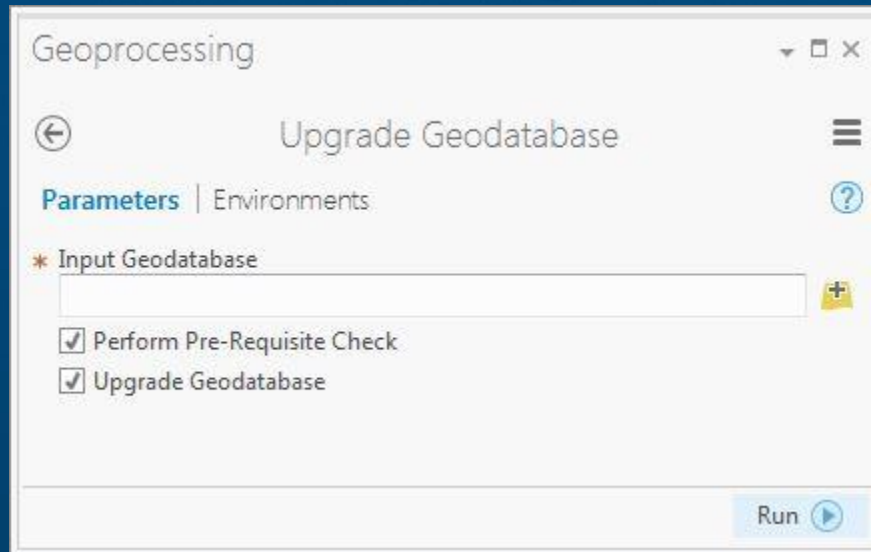 Geoprocessing
Upgrade Geodatabase
Parameters | Environments
* Input Geodatabase
Perform Pre-Requisite Check
Upgrade Geodatabase
Run